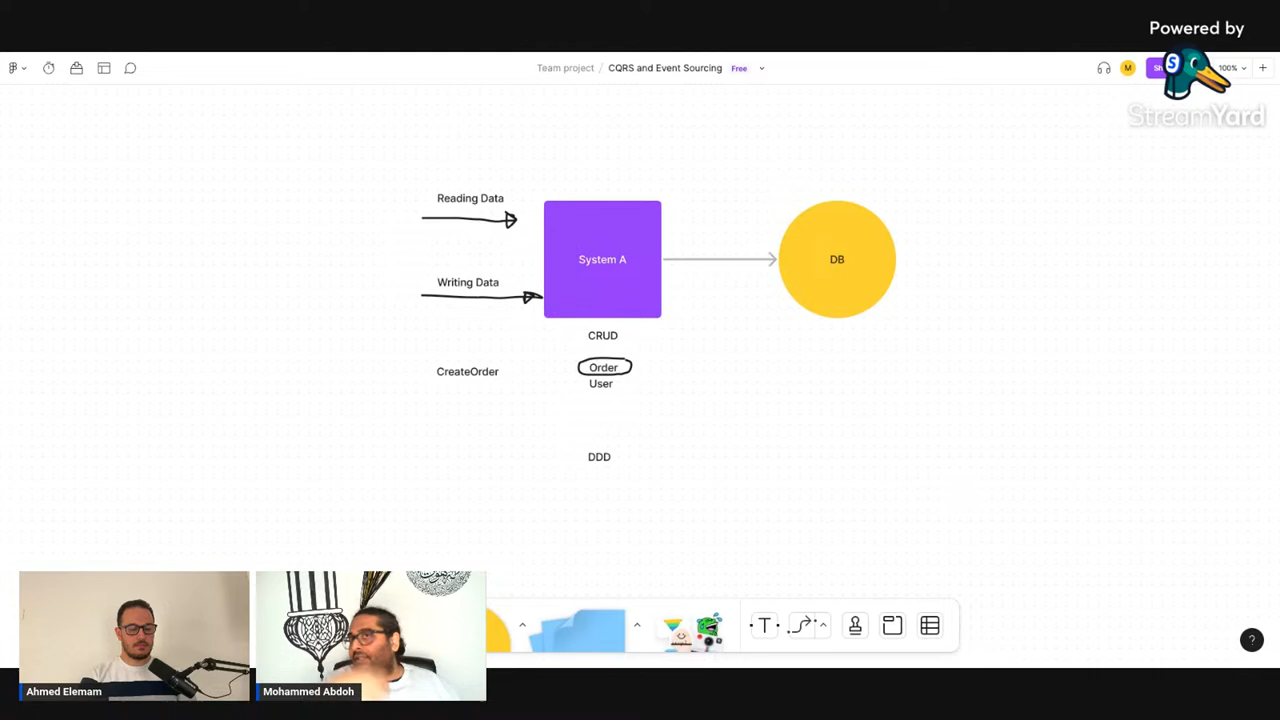 Powered by
Team project / CQRS and Event Sourcing Free
M
Sh
100%
StreamYard
Reading Data
System A
DB
Writing Data
CRUD
CreateOrder
Order
User
DDD
T
?
Ahmed Elemam
Mohammed Abdoh